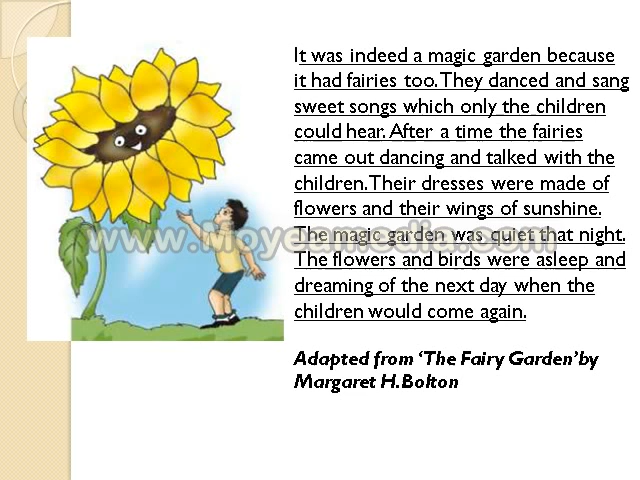 It was indeed a magic garden because
it had fairies too. They danced and sang
sweet songs which only the children
could hear. After a time the fairies
came out dancing and talked with the
children. Their dresses were made of
flowers and their wings of sunshine.
www.Moyeamedia.com
The magic garden was quiet that night.
The flowers and birds were asleep and
dreaming of the next day when the
children would come again.
Adapted from ‘The Fairy Garden’by
Margaret H.Bolton